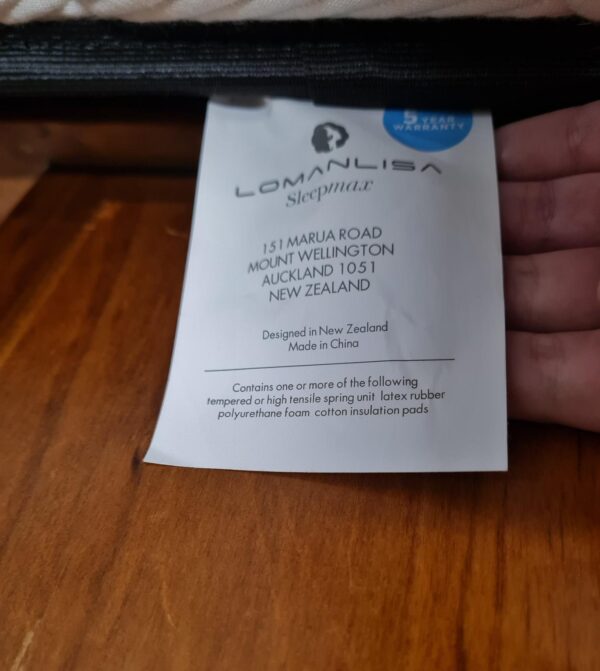 5 YEAR
WARRANTY
LOMANLISA
Sleepmax
151 MARUA ROAD
MOUNT WELLINGTON
AUCKLAND 1051
NEW ZEALAND
Designed in New Zealand
Made in China
Contains one or more of the following
tempered or high tensile spring unit latex rubber
polyurethane foam cotton insulation pads